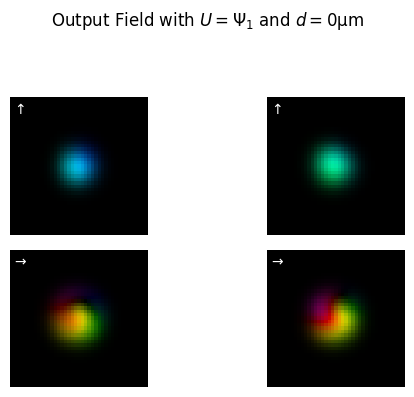 Output Field with U = Ψ₁ and d = 0μm
↑ ↑
→ →